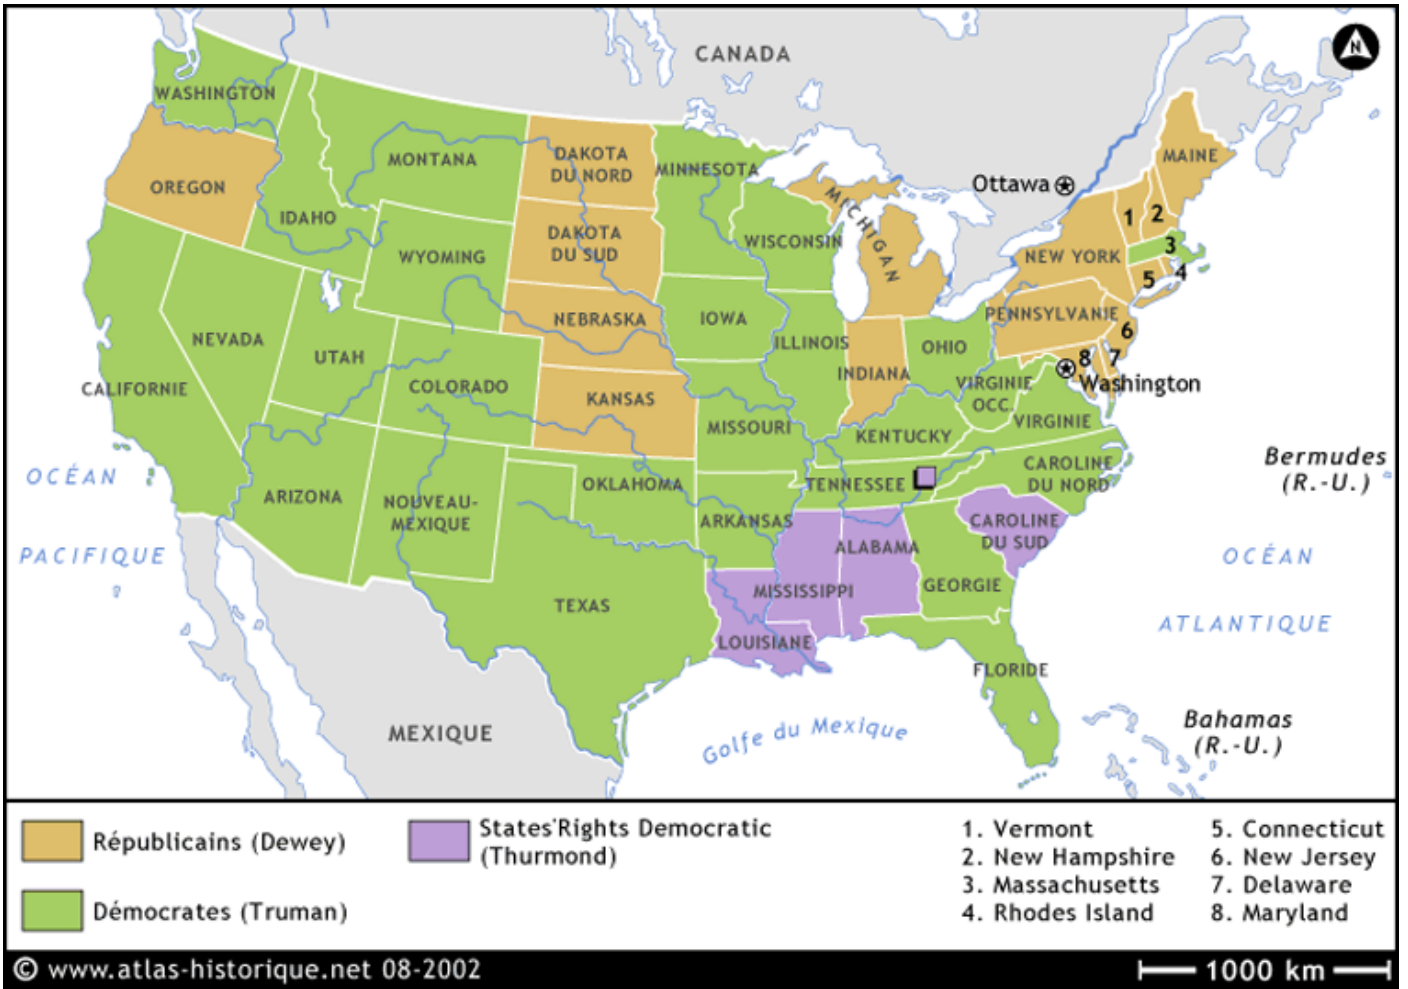 CANADA
N
WASHINGTON
MONTANA
DAKOTA
DU NORD
MINNESOTA
MAINE
OREGON
IDAHO
Ottawa
MICHIGAN
1
2
WYOMING
DAKOTA
DU SUD
WISCONSIN
NEW YORK
3
4
5
NEVADA
NEBRASKA
IOWA
ILLINOIS
OHIO
PENNSYLVANIE
6
UTAH
COLORADO
INDIANA
8
7
Washington
CALIFORNIE
KANSAS
MISSOURI
KENTUCKY
VIRGINIE
OCC.
VIRGINIE
OCÉAN
PACIFIQUE
ARIZONA
NOUVEAU-
MEXIQUE
OKLAHOMA
TENNESSEE
CAROLINE
DU NORD
Bermudes
(R.-U.)
ARKANSAS
ALABAMA
CAROLINE
DU SUD
OCÉAN
ATLANTIQUE
TEXAS
MISSISSIPPI
GEORGIE
LOUISIANE
FLORIDE
MEXIQUE
Golfe du Mexique
Bahamas
(R.-U.)
Républicains (Dewey)
Démocrates (Truman)
States'Rights Democratic
(Thurmond)
1. Vermont
2. New Hampshire
3. Massachusetts
4. Rhodes Island
5. Connecticut
6. New Jersey
7. Delaware
8. Maryland
© www.atlas-historique.net 08-2002
1000 km